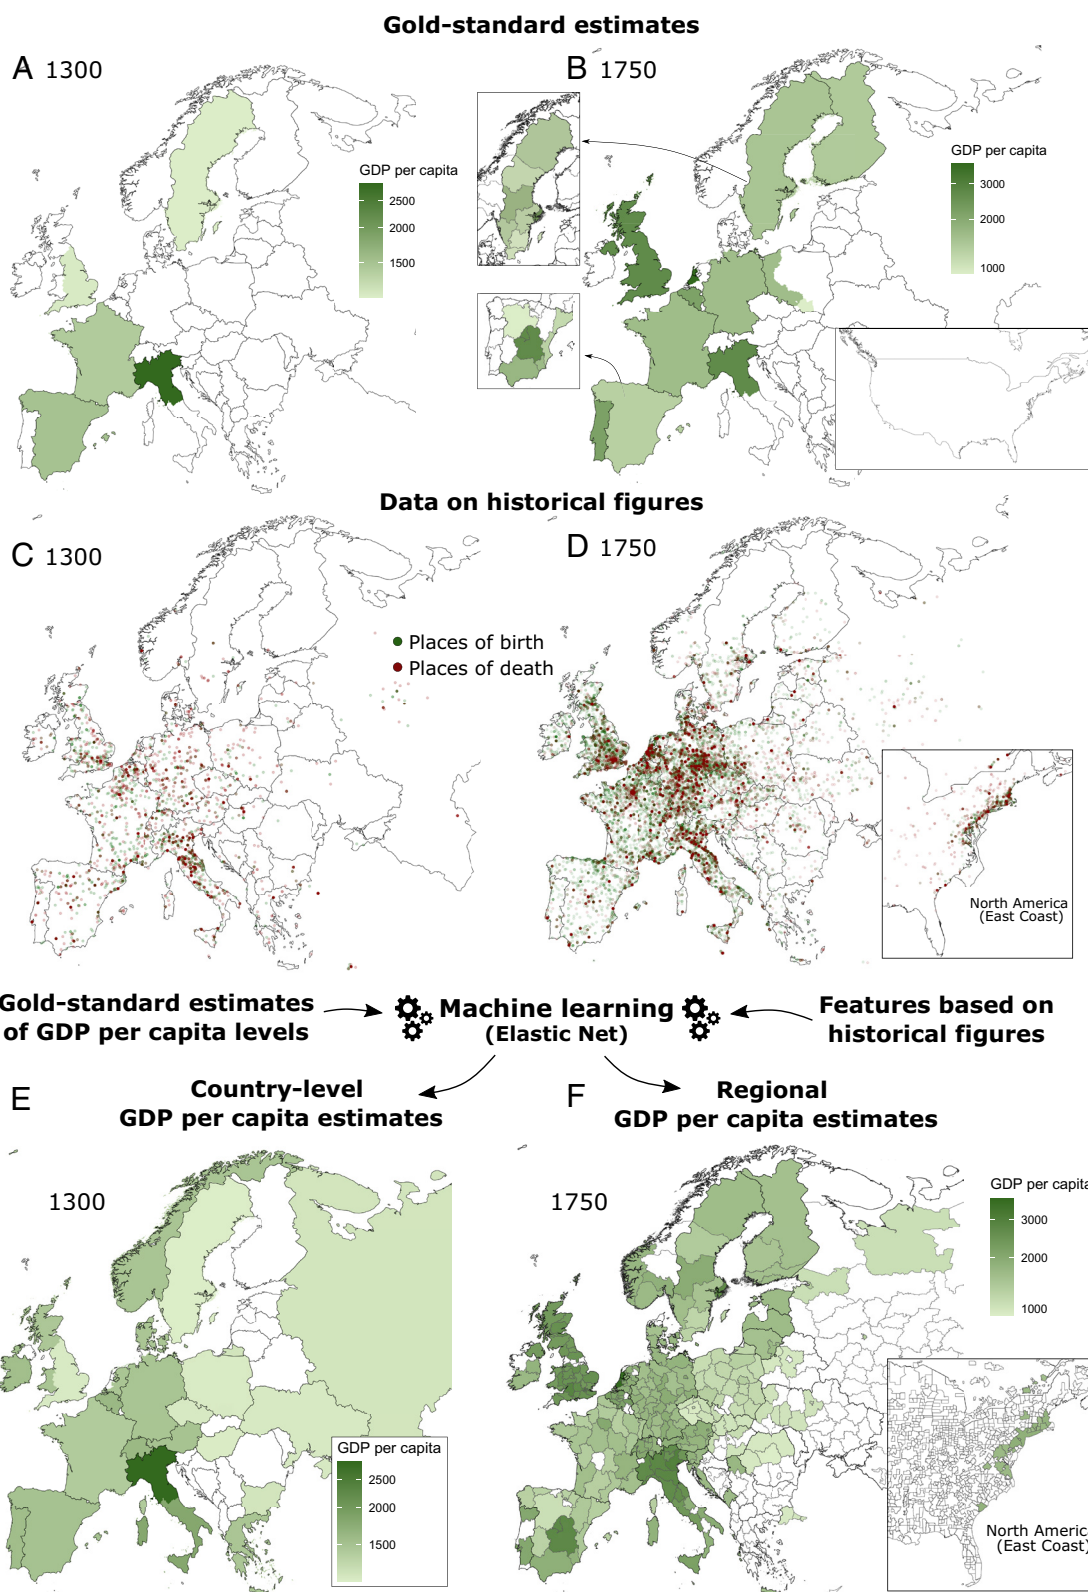 Gold-standard estimates
A 1300
B 1750
GDP per capita
2500
2000
1500
GDP per capita
3000
2000
1000
Data on historical figures
C 1300
D 1750
Places of birth
Places of death
North America
(East Coast)
Gold-standard estimates
of GDP per capita levels
Machine learning
(Elastic Net)
Features based on
historical figures
E
Country-level
GDP per capita estimates
F
Regional
GDP per capita estimates
1300
1750
GDP per capita
3000
2000
1000
GDP per capita
2500
2000
1500
North America
(East Coast)